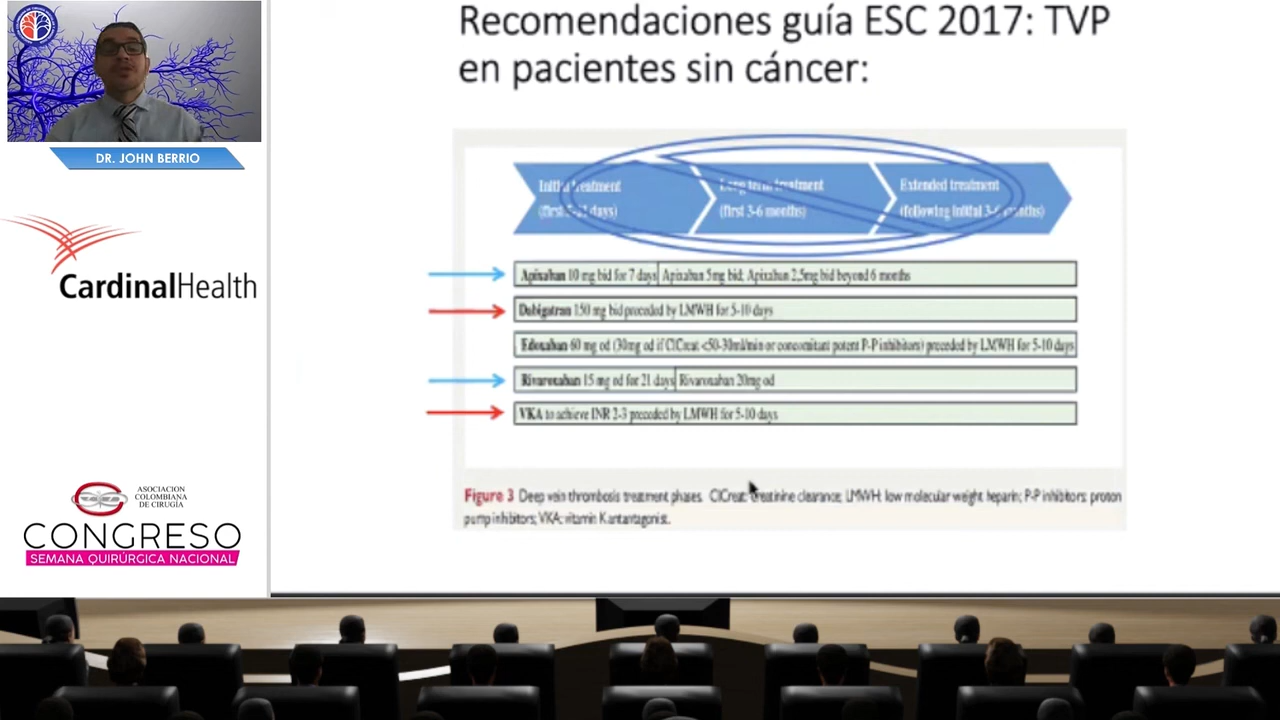 Recomendaciones guía ESC 2017: TVP
en pacientes sin cáncer:
DR. JOHN BERRIO
CardinalHealth
ASOCIACION
COLOMBIANA
DE CIRUGÍA
CONGRESO
SEMANA QUIRÚRGICA NACIONAL
Initial treatment
(first 5-21 days)
Long term treatment
(first 3-6 months)
Extended treatment
(following initial 3-6 months)
Apixaban 10 mg bid for 7 days Apixaban 5mg bid; Apixaban 2,5mg bid beyond 6 months
Dabigatran 150 mg bid preceded by LMWH for 5-10 days
Edoxaban 60 mg od (30mg od if ClCreat <50-30ml/min or concomitant potent P-P inhibitors) preceded by LMWH for 5-10 days
Rivaroxaban 15 mg od for 21 days Rivaroxaban 20mg od
VKA to achieve INR 2-3 preceded by LMWH for 5-10 days
Figure 3 Deep vein thrombosis treatment phases. ClCreat: creatinine clearance; LMWH: low molecular weight heparin; P-P inhibitors: proton
pump inhibitors; VKA: vitamin K antagonist.